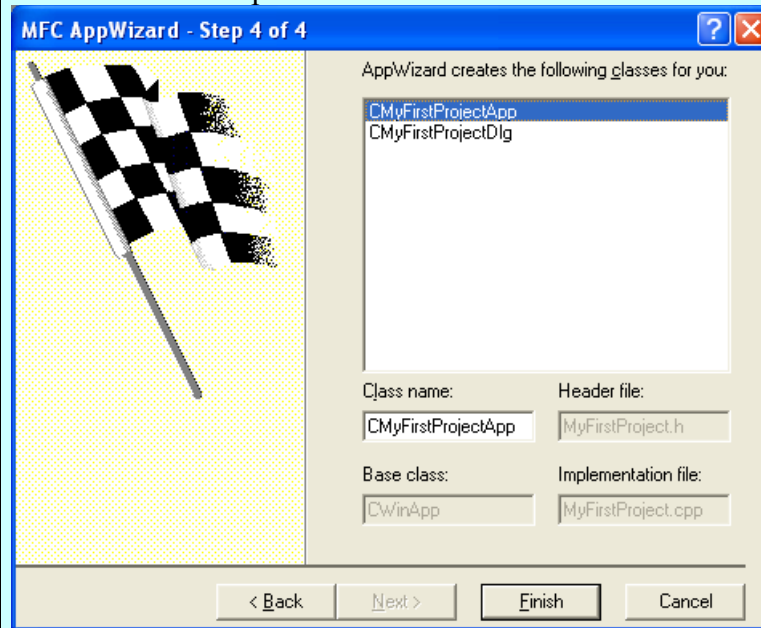 MFC AppWizard - Step 4 of 4
AppWizard creates the following classes for you:
CMyFirstProjectApp
CMyFirstProjectDlg
Class name:
Header file:
CMyFirstProjectApp
MyFirstProject.h
Base class:
Implementation file:
CWinApp
MyFirstProject.cpp
< Back
Next >
Finish
Cancel